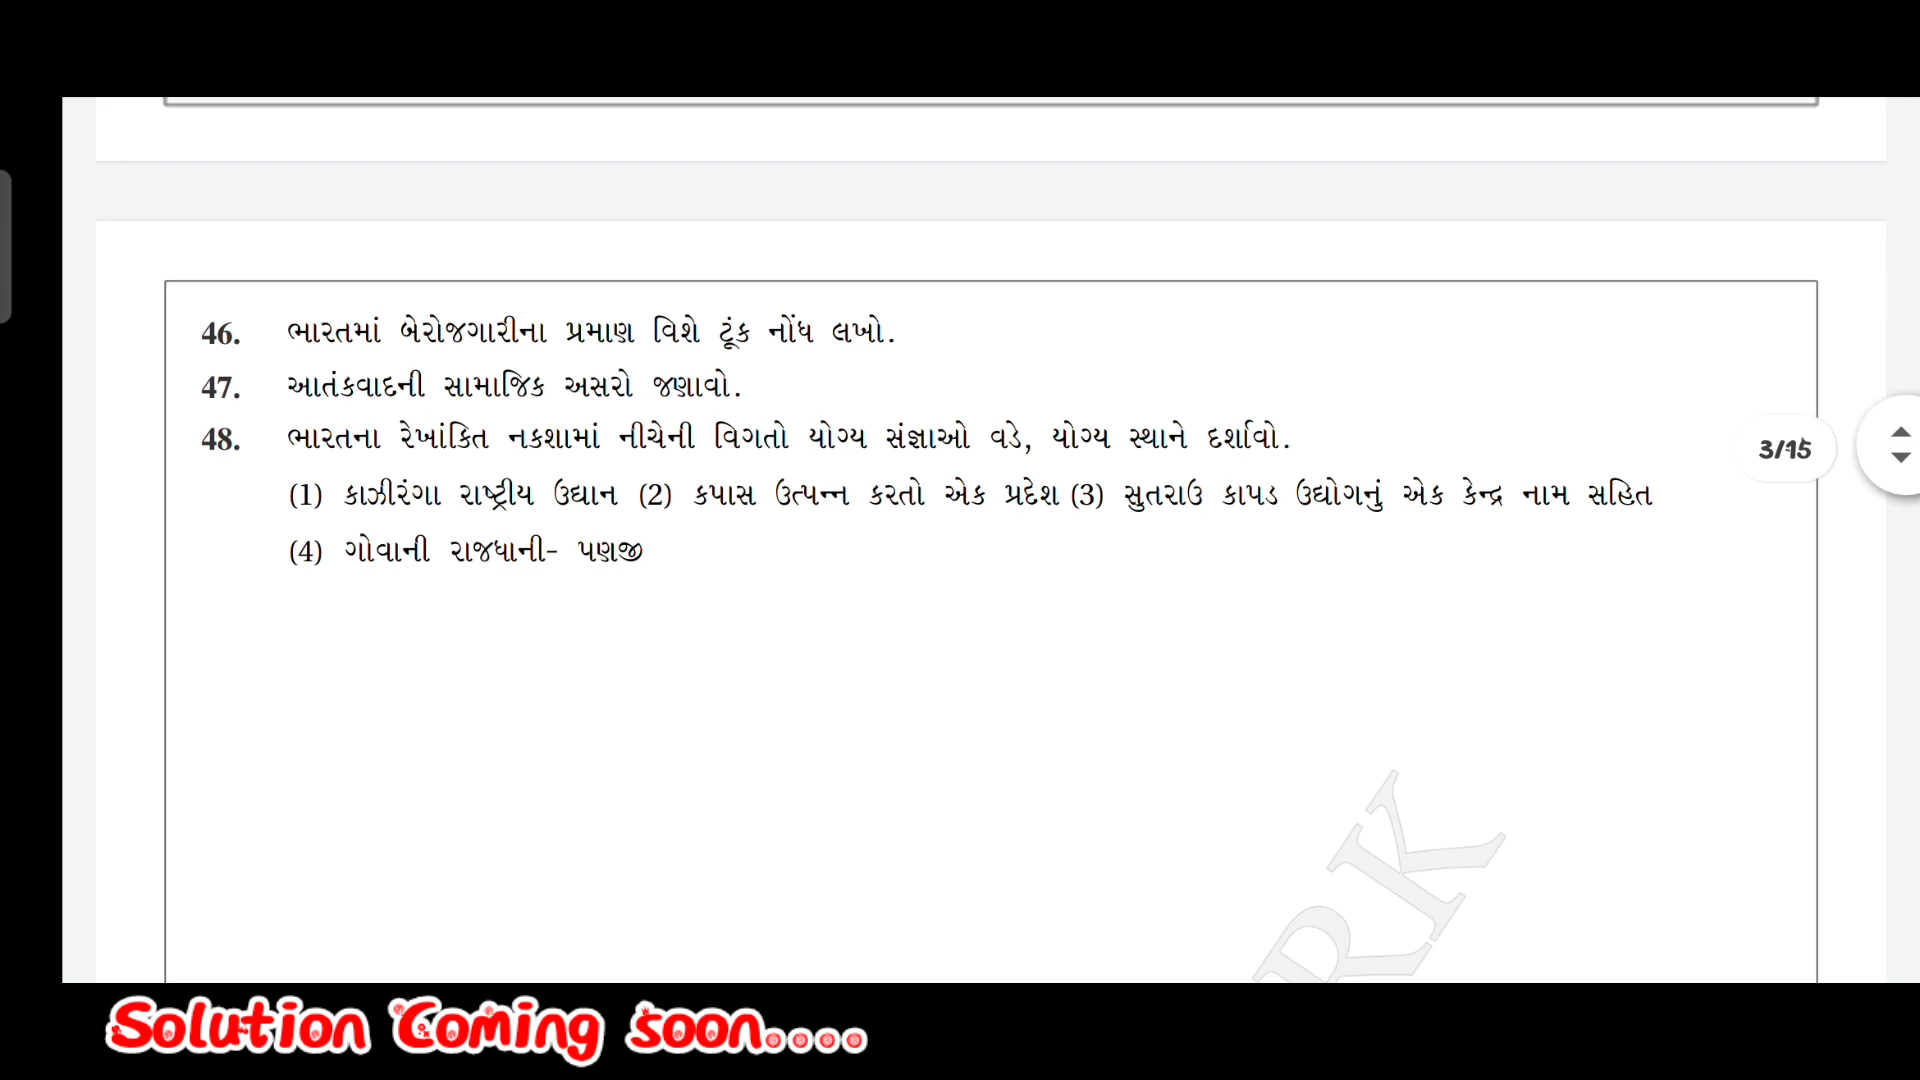 46. ભારતમાં બેરોજગારીના પ્રમાણ વિશે ટૂંક નોંધ લખો.
47. આતંકવાદની સામાજિક અસરો જણાવો.
48. ભારતના રેખાંકિત નકશામાં નીચેની વિગતો યોગ્ય સંજ્ઞાઓ વડે, યોગ્ય સ્થાને દર્શાવો.
3/15
(1) કાઝીરંગા રાષ્ટ્રીય ઉદ્યાન (2) કપાસ ઉત્પન્ન કરતો એક પ્રદેશ (3) સુતરાઉ કાપડ ઉદ્યોગનું એક કેન્દ્ર નામ સહિત
(4) ગોવાની રાજધાની- પણજી
RK
Solution Coming soon....